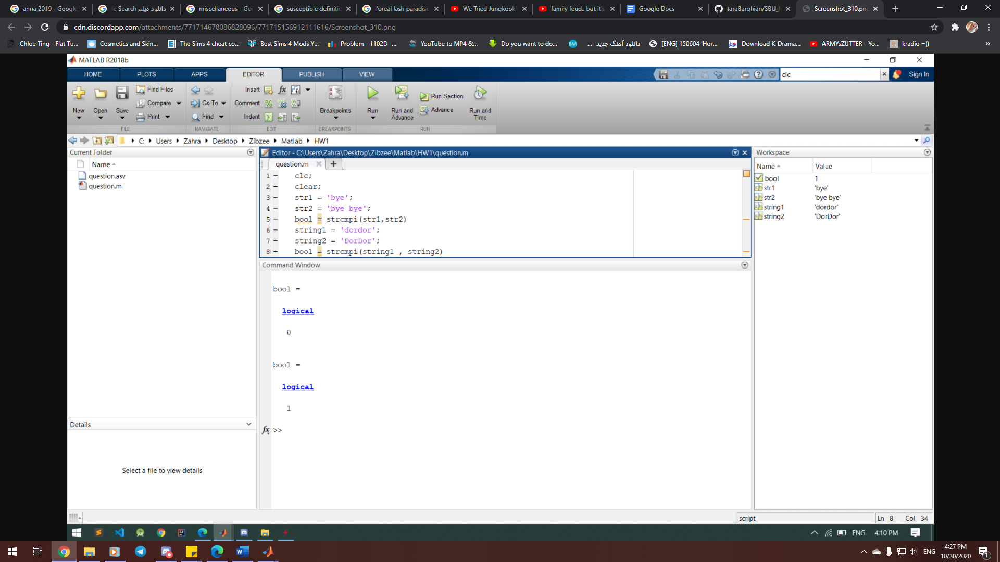 anna 2019 - Google
دانلود فیلم le Search
miscellaneous - Goo
susceptible definitic
l'oreal lash paradise
We Tried Jungkook'
family feud.. but it's
Google Docs
taraBarghian/SBU_M
Screenshot_310.png
cdn.discordapp.com/attachments/771714678086828096/771715156912111616/Screenshot_310.png
Chloe Ting - Flat Tu...
Cosmetics and Skin...
The Sims 4 cheat co...
Best Sims 4 Mods Y...
Problem - 1102D -...
YouTube to MP4 &...
Do you want to do...
دانلود آهنگ جدید -...
[ENG] 150604 'Hor...
Download K-Drama...
ARMYsZUTTER - Yo...
kradio =))
»
MATLAB R2018b
HOME PLOTS APPS EDITOR PUBLISH VIEW
clc
Sign In
New Open Save
Find Files
Compare
Print
FILE
Go To
Find
NAVIGATE
Insert
Comment
Indent
EDIT
Breakpoints
BREAKPOINTS
Run
Run and Advance
Run Section
Advance
Run and Time
RUN
C: Users Zahra Desktop Zibzee Matlab HW1
Current Folder
Name
question.asv
question.m
Details
Select a file to view details
Editor - C:\Users\Zahra\Desktop\Zibzee\Matlab\HW1\question.m
question.m
1 – clc;
2 – clear;
3 – str1 = 'bye';
4 – str2 = 'bye bye';
5 – bool = strcmpi(str1,str2)
6 – string1 = 'dordor';
7 – string2 = 'DorDor';
8 – bool = strcmpi(string1 , string2)
Command Window
bool =
logical
0
bool =
logical
1
fx >>
Workspace
Name Value
bool 1
str1 'bye'
str2 'bye bye'
string1 'dordor'
string2 'DorDor'
script
Ln 8 Col 34
ENG 4:10 PM
ENG
4:27 PM
10/30/2020
1